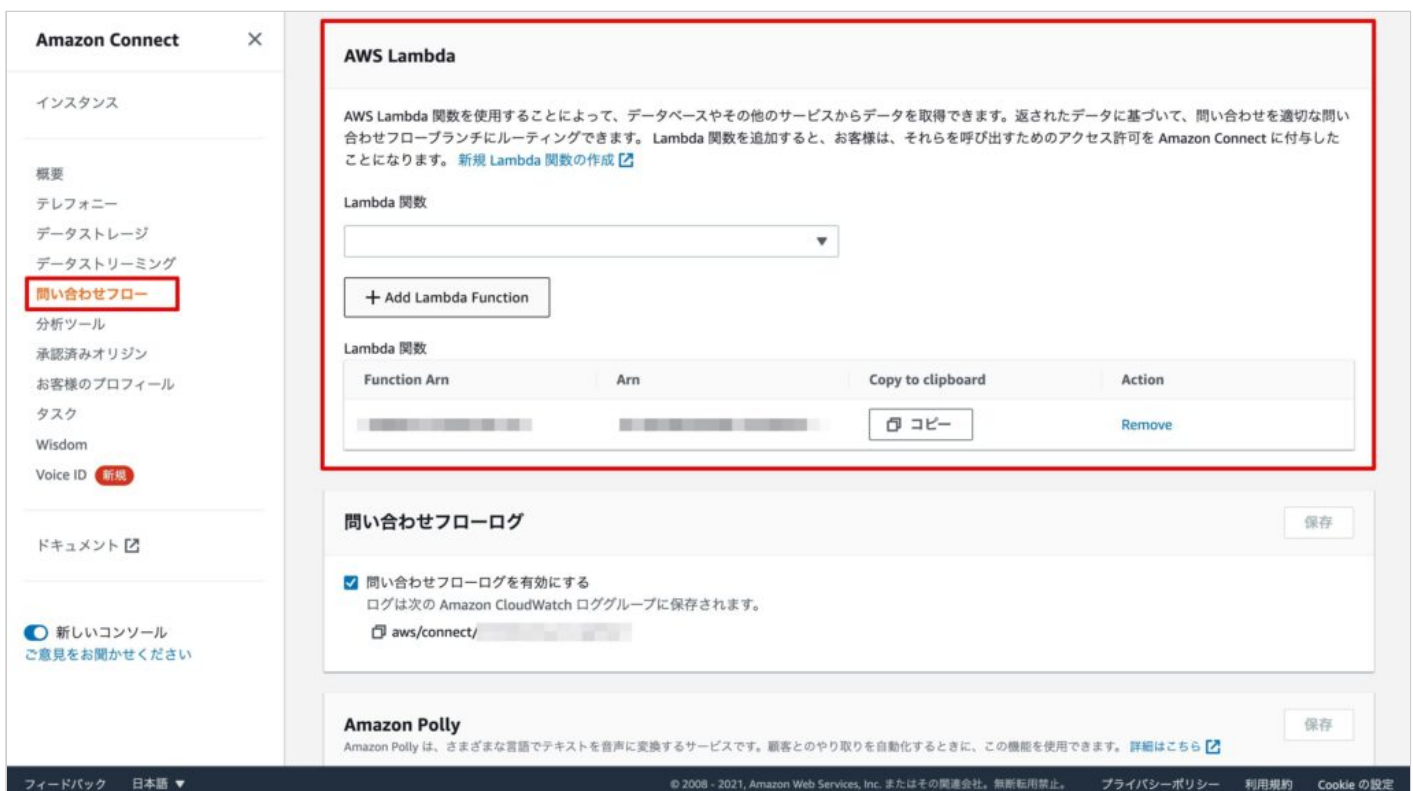 Amazon Connect
インスタンス
概要
テレフォニー
データストレージ
データストリーミング
問い合わせフロー
分析ツール
承認済みオリジン
お客様のプロフィール
タスク
Wisdom
Voice ID 新規
ドキュメント
新しいコンソール
ご意見をお聞かせください
AWS Lambda
AWS Lambda 関数を使用することによって、データベースやその他のサービスからデータを取得できます。返されたデータに基づいて、問い合わせを適切な問い
合わせフローブランチにルーティングできます。 Lambda 関数を追加すると、お客様は、それらを呼び出すためのアクセス許可を Amazon Connect に付与した
ことになります。 新規 Lambda 関数の作成
Lambda 関数
+ Add Lambda Function
Lambda 関数
Function Arn Arn Copy to clipboard Action
コピー Remove
問い合わせフローログ 保存
問い合わせフローログを有効にする
ログは次の Amazon CloudWatch ロググループに保存されます。
aws/connect/
Amazon Polly 保存
Amazon Polly は、さまざまな言語でテキストを音声に変換するサービスです。顧客とのやり取りを自動化するときに、この機能を使用できます。 詳細はこちら
フィードバック 日本語 © 2008 - 2021, Amazon Web Services, Inc. またはその関連会社。無断転用禁止。 プライバシーポリシー 利用規約 Cookie の設定